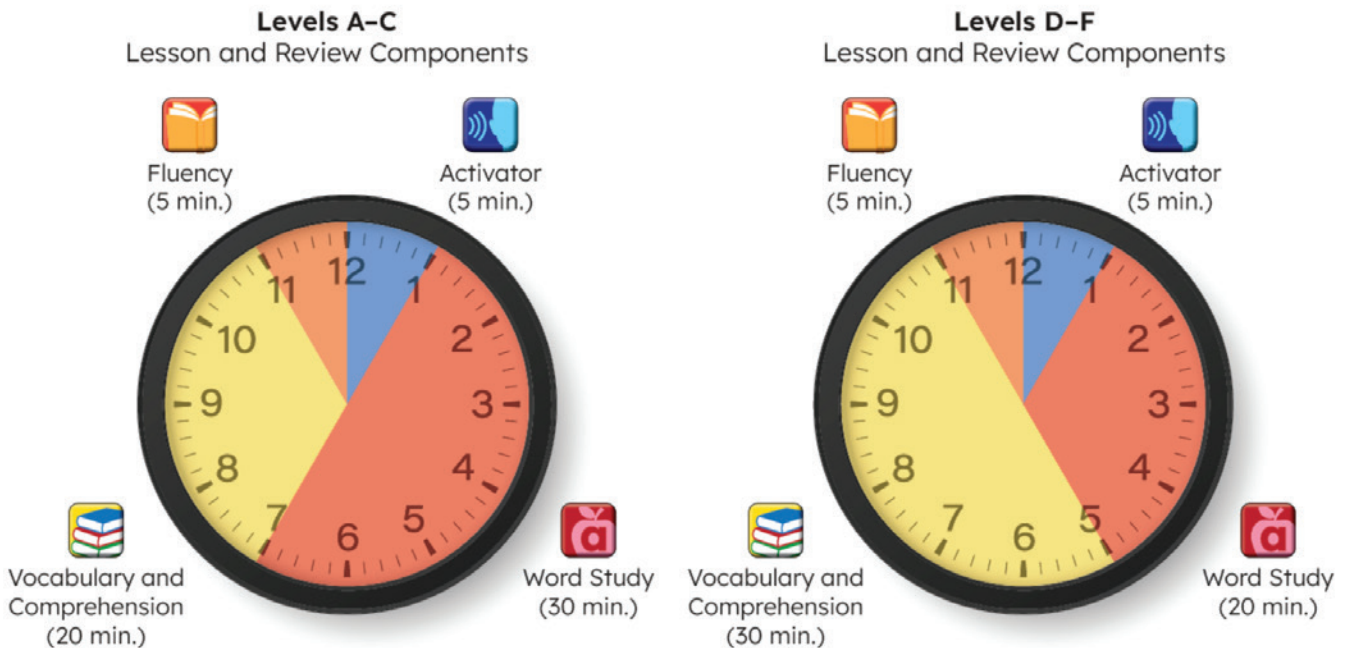 Levels A–C
Lesson and Review Components
Fluency
(5 min.)
Activator
(5 min.)
12
1
2
3
4
5
6
7
8
9
10
11
Vocabulary and
Comprehension
(20 min.)
a
Word Study
(30 min.)
Levels D–F
Lesson and Review Components
Fluency
(5 min.)
Activator
(5 min.)
12
1
2
3
4
5
6
7
8
9
10
11
Vocabulary and
Comprehension
(30 min.)
a
Word Study
(20 min.)